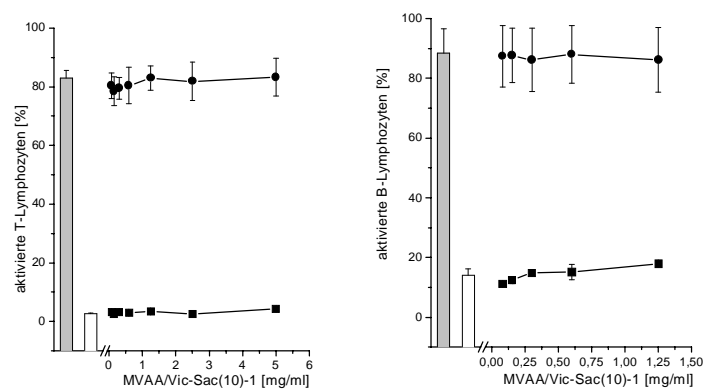 100
80
60
40
20
0
aktivierte T-Lymphozyten [%]
0 1 2 3 4 5 6
MVAA/Vic-Sac(10)-1 [mg/ml]
100
80
60
40
20
0
aktivierte B-Lymphozyten [%]
0,00 0,25 0,50 0,75 1,00 1,25 1,50
MVAA/Vic-Sac(10)-1 [mg/ml]